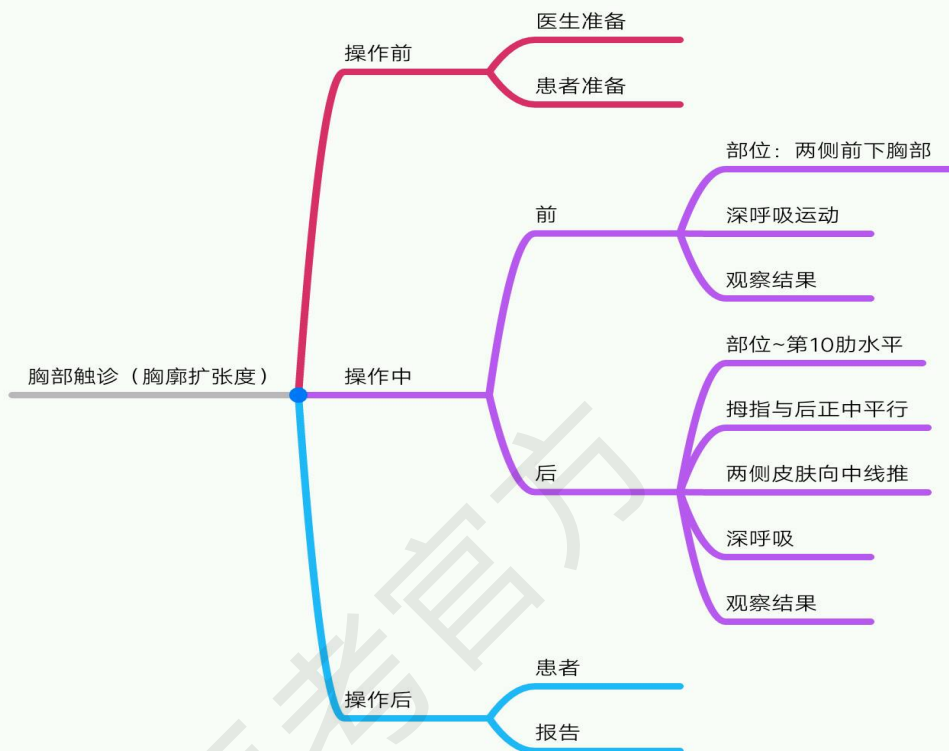 胸部触诊（胸廓扩张度）
操作前
医生准备
患者准备
操作中
前
部位：两侧前下胸部
深呼吸运动
观察结果
后
部位~第10肋水平
拇指与后正中平行
两侧皮肤向中线推
深呼吸
观察结果
操作后
患者
报告
考官方